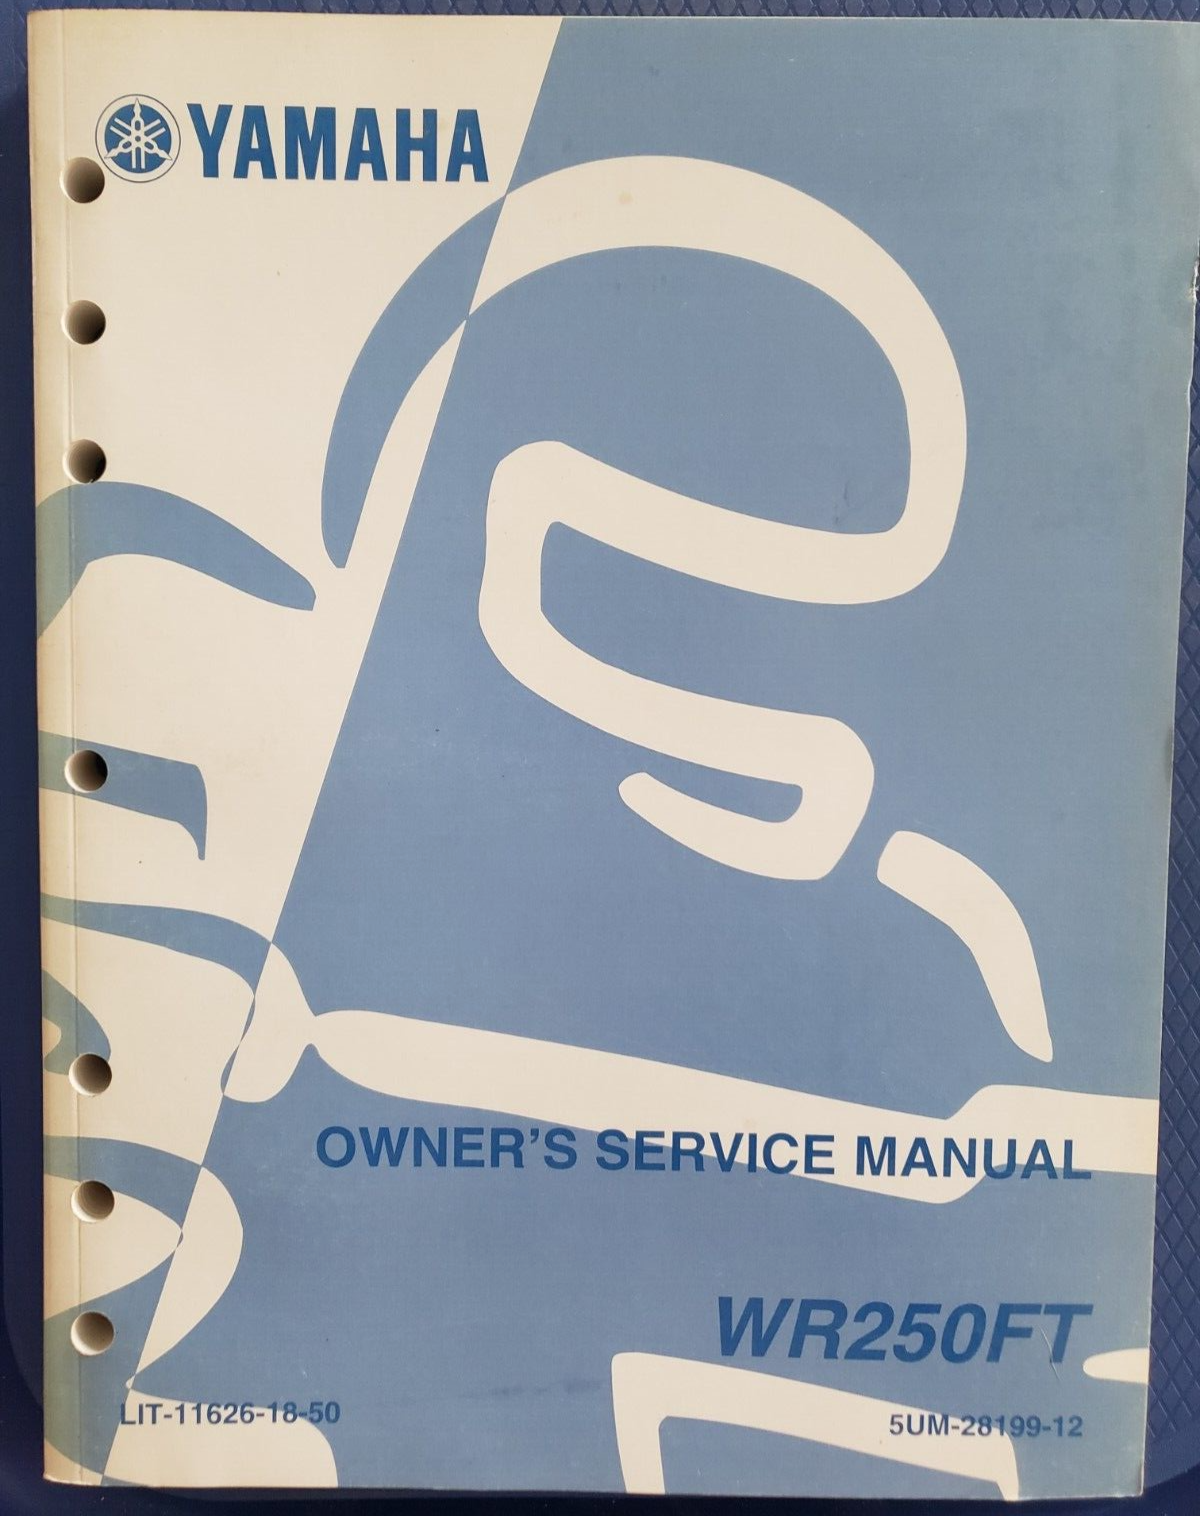 YAMAHA
OWNER'S SERVICE MANUAL
WR250FT
LIT-11626-18-50
5UM-28199-12